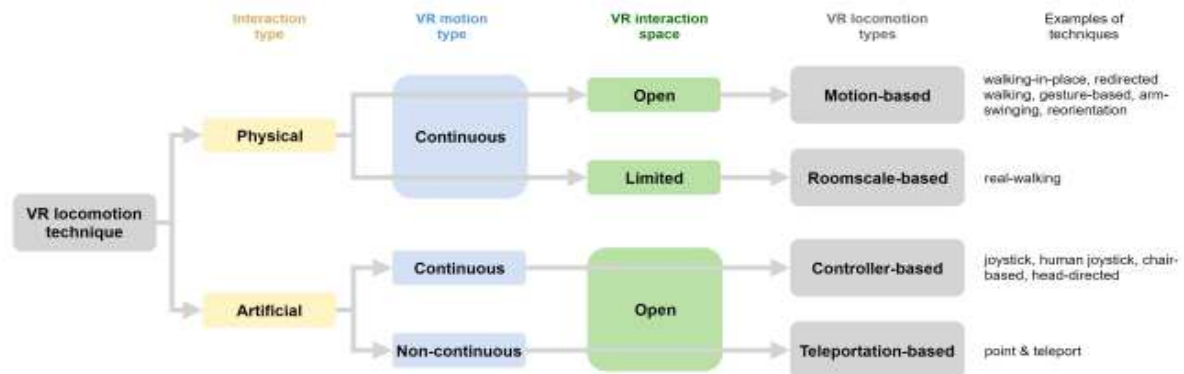 Interaction
type
VR motion
type
VR interaction
space
VR locomotion
types
Examples of
techniques
VR locomotion
technique
Physical
Continuous
Open
Motion-based
walking-in-place, redirected
walking, gesture-based, arm-
swinging, reorientation
Limited
Roomscale-based
real-walking
Artificial
Continuous
Open
Controller-based
joystick, human joystick, chair-
based, head-directed
Non-continuous
Teleportation-based
point & teleport